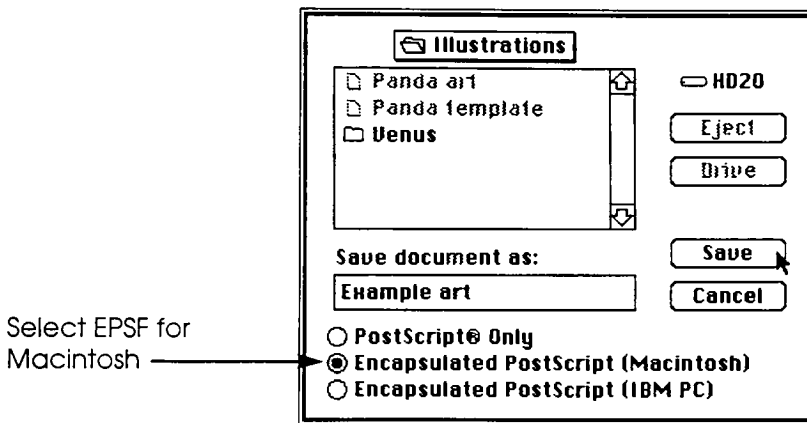 Illustrations
Panda art
Panda template
Venus
HD20
Eject
Drive
Save document as:
Save
Example art
Cancel
Select EPSF for
Macintosh
PostScript® Only
Encapsulated PostScript (Macintosh)
Encapsulated PostScript (IBM PC)